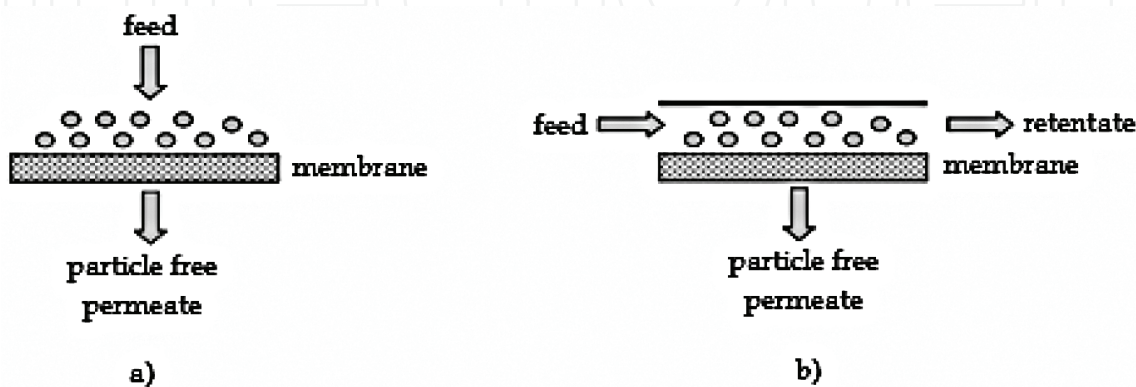 feed
membrane
particle free
permeate
a)
feed
retentate
membrane
particle free
permeate
b)